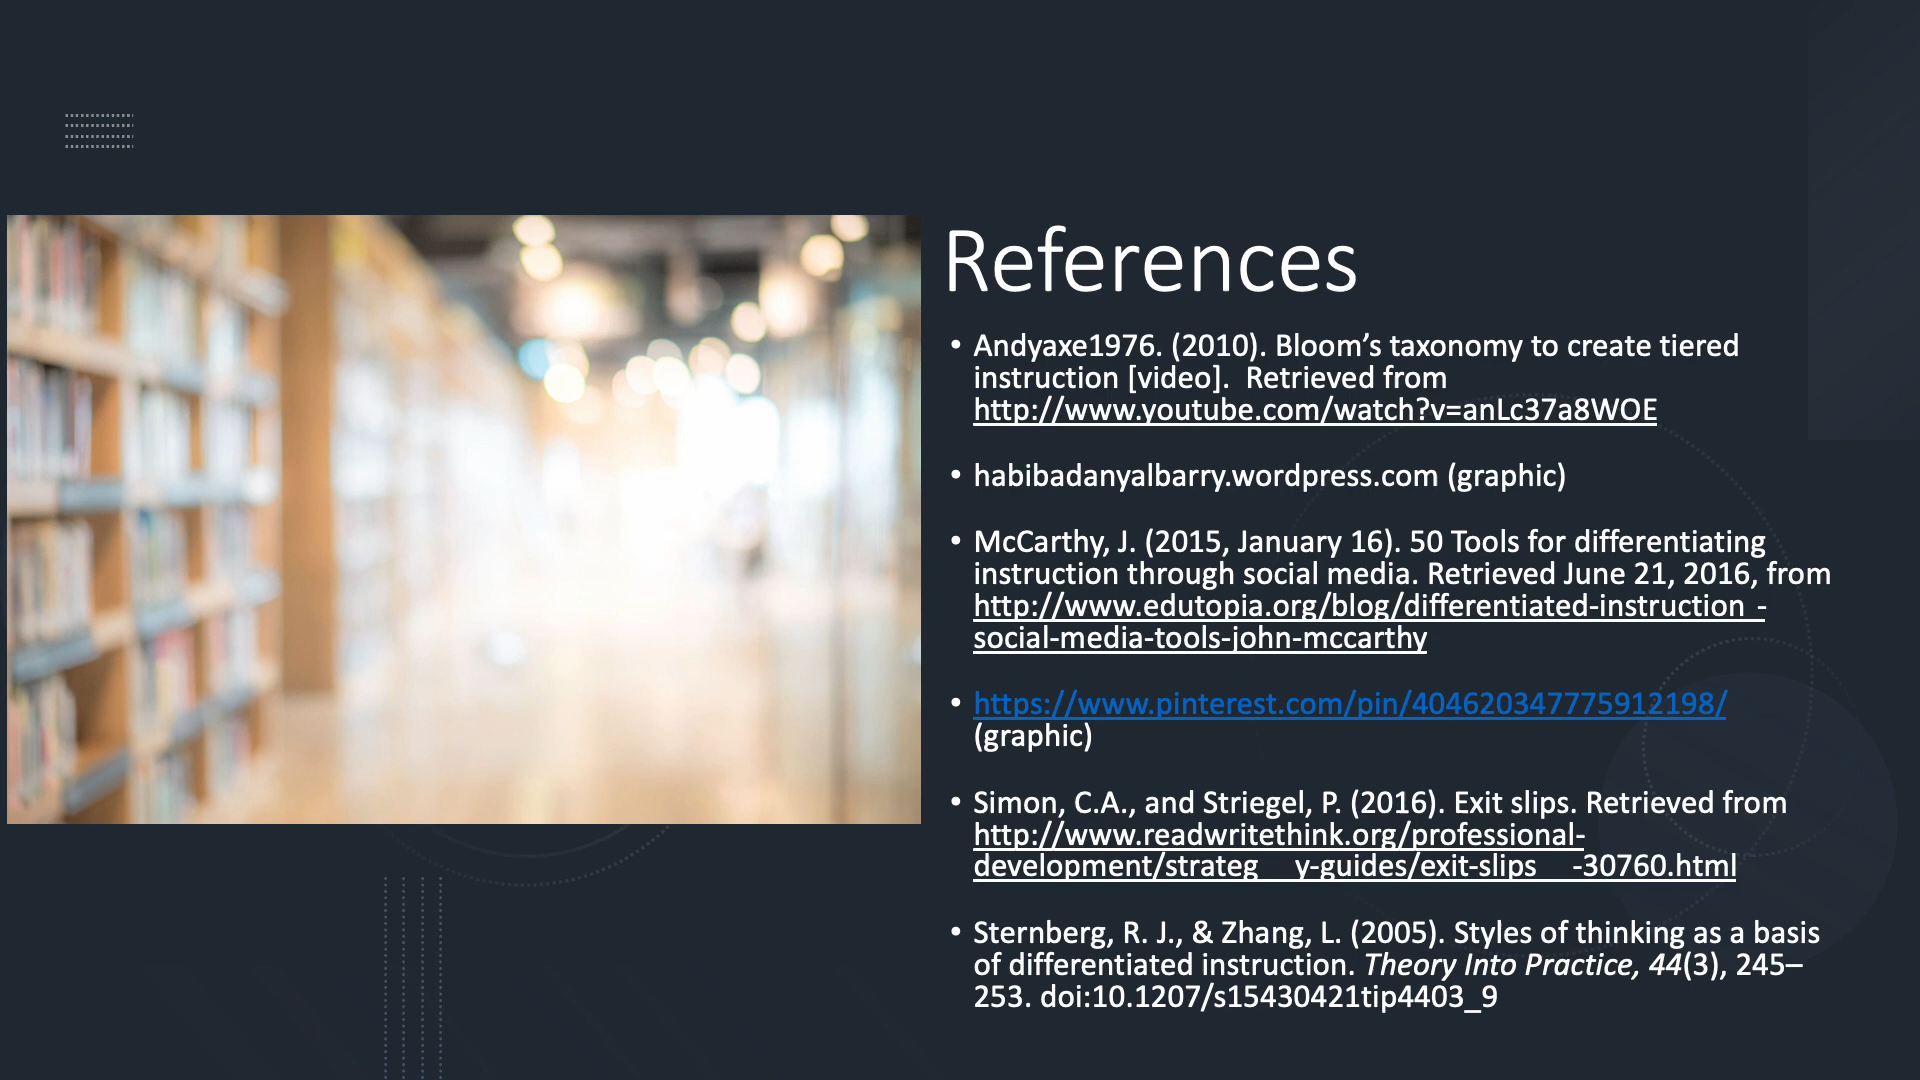 References
• Andyaxe1976. (2010). Bloom’s taxonomy to create tiered
instruction [video].  Retrieved from
http://www.youtube.com/watch?v=anLc37a8WOE
• habibadanyalbarry.wordpress.com (graphic)
• McCarthy, J. (2015, January 16). 50 Tools for differentiating
instruction through social media. Retrieved June 21, 2016, from
http://www.edutopia.org/blog/differentiated-instruction -
social-media-tools-john-mccarthy
• https://www.pinterest.com/pin/404620347775912198/
(graphic)
• Simon, C.A., and Striegel, P. (2016). Exit slips. Retrieved from
http://www.readwritethink.org/professional-
development/strateg    y-guides/exit-slips    -30760.html
• Sternberg, R. J., & Zhang, L. (2005). Styles of thinking as a basis
of differentiated instruction. Theory Into Practice, 44(3), 245–
253. doi:10.1207/s15430421tip4403_9